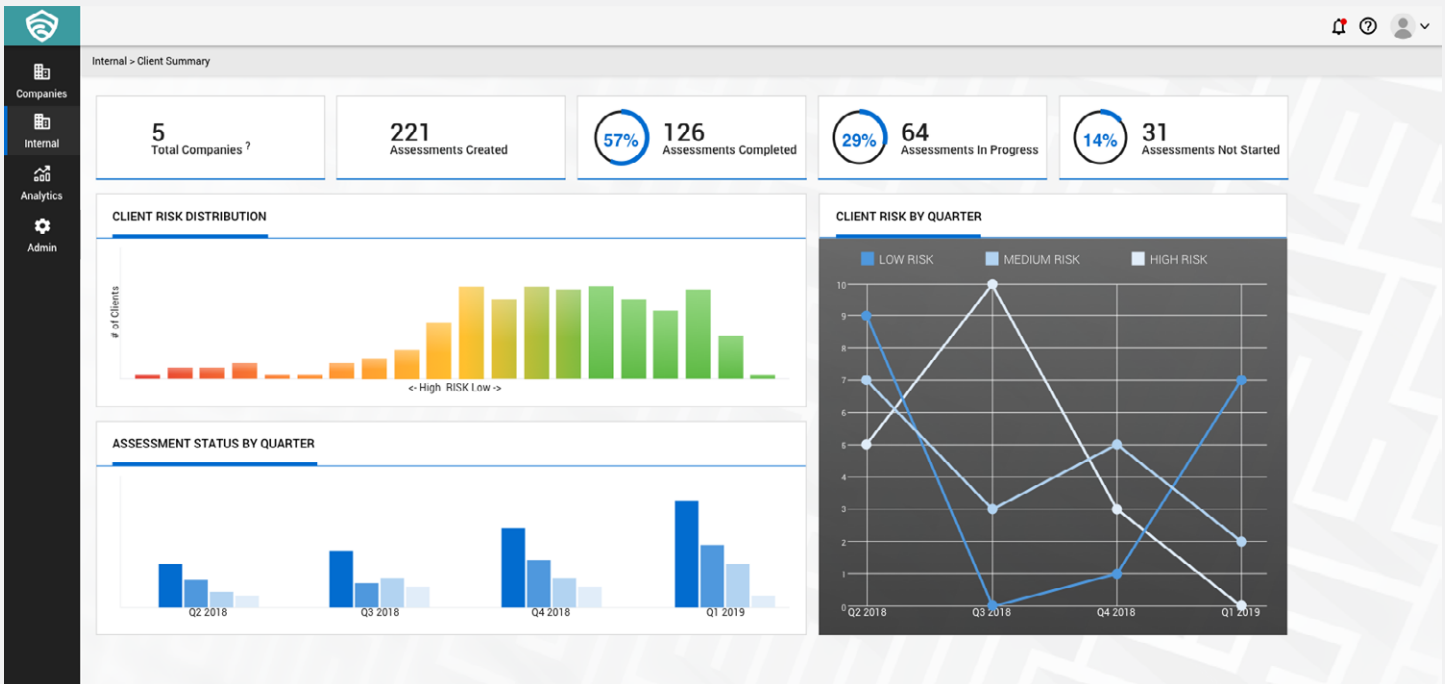 Internal > Client Summary
Companies
Internal
Analytics
Admin
5
Total Companies ?
221
Assessments Created
57%
126
Assessments Completed
29%
64
Assessments In Progress
14%
31
Assessments Not Started
CLIENT RISK DISTRIBUTION
# of Clients
<- High RISK Low ->
ASSESSMENT STATUS BY QUARTER
Q2 2018 Q3 2018 Q4 2018 Q1 2019
CLIENT RISK BY QUARTER
LOW RISK MEDIUM RISK HIGH RISK
10
9
8
7
6
5
4
3
2
1
0
Q2 2018 Q3 2018 Q4 2018 Q1 2019